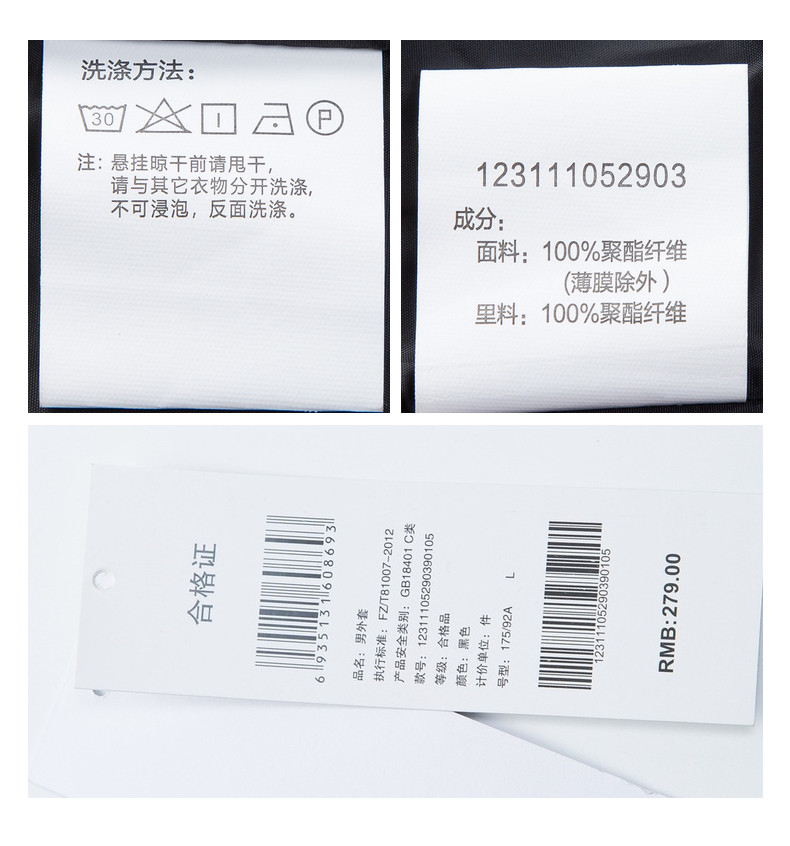 洗涤方法：
30
P
注：悬挂晾干前请甩干，
请与其它衣物分开洗涤，
不可浸泡，反面洗涤。
123111052903
成分：
面料：100%聚酯纤维
(薄膜除外)
里料：100%聚酯纤维
合格证
6935131608693
品名：男外套
执行标准：FZ/T81007-2012
产品安全类别：GB18401 C类
款号：12311105290390105
等级：合格品
颜色：黑色
计价单位：件
号型：175/92A L
12311105290390105
RMB:279.00